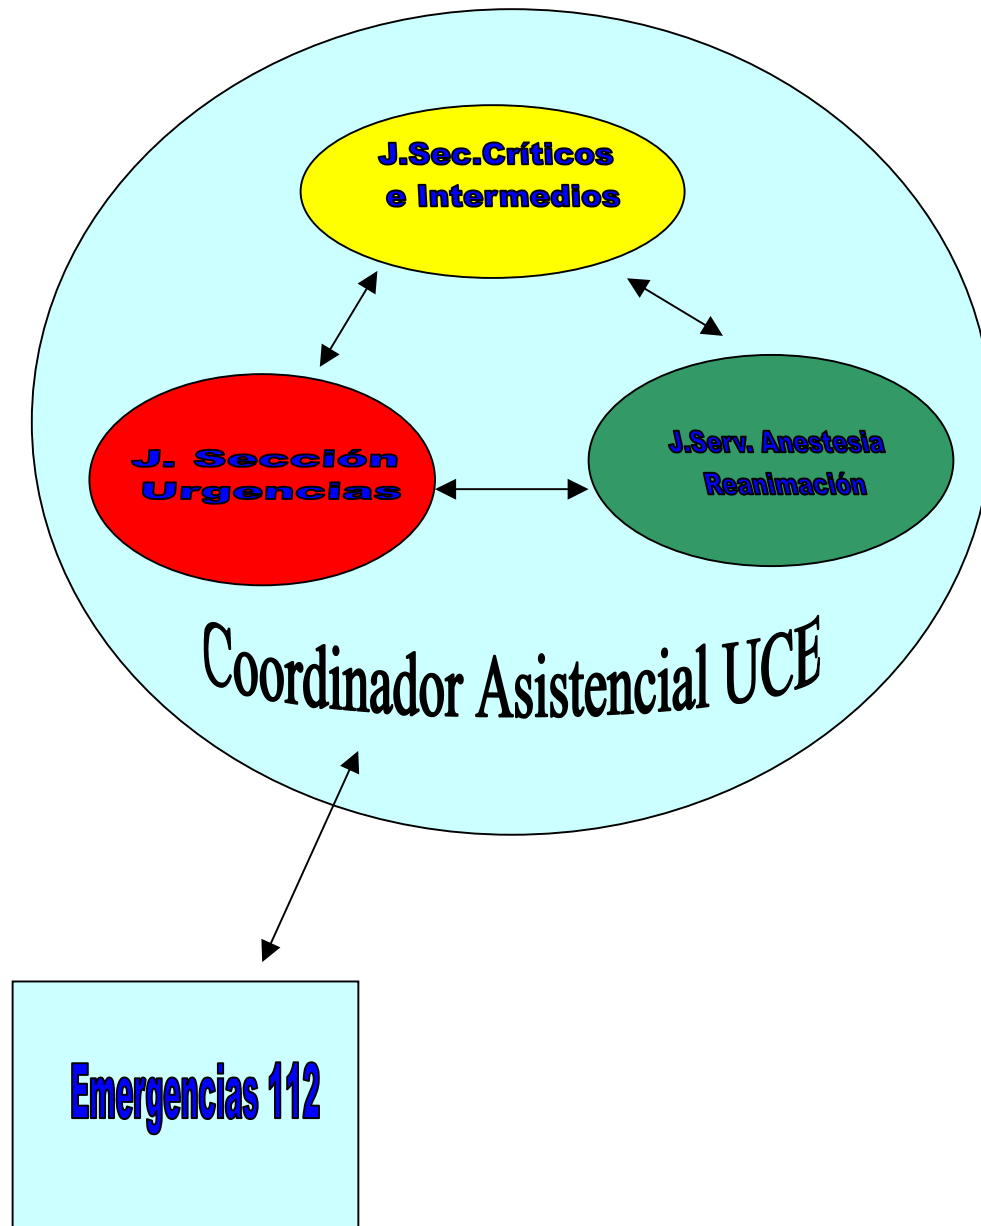 J.Sec.Críticos
e Intermedios
J. Sección
Urgencias
J.Serv. Anestesia
Reanimación
Coordinador Asistencial UCE
Emergencias 112